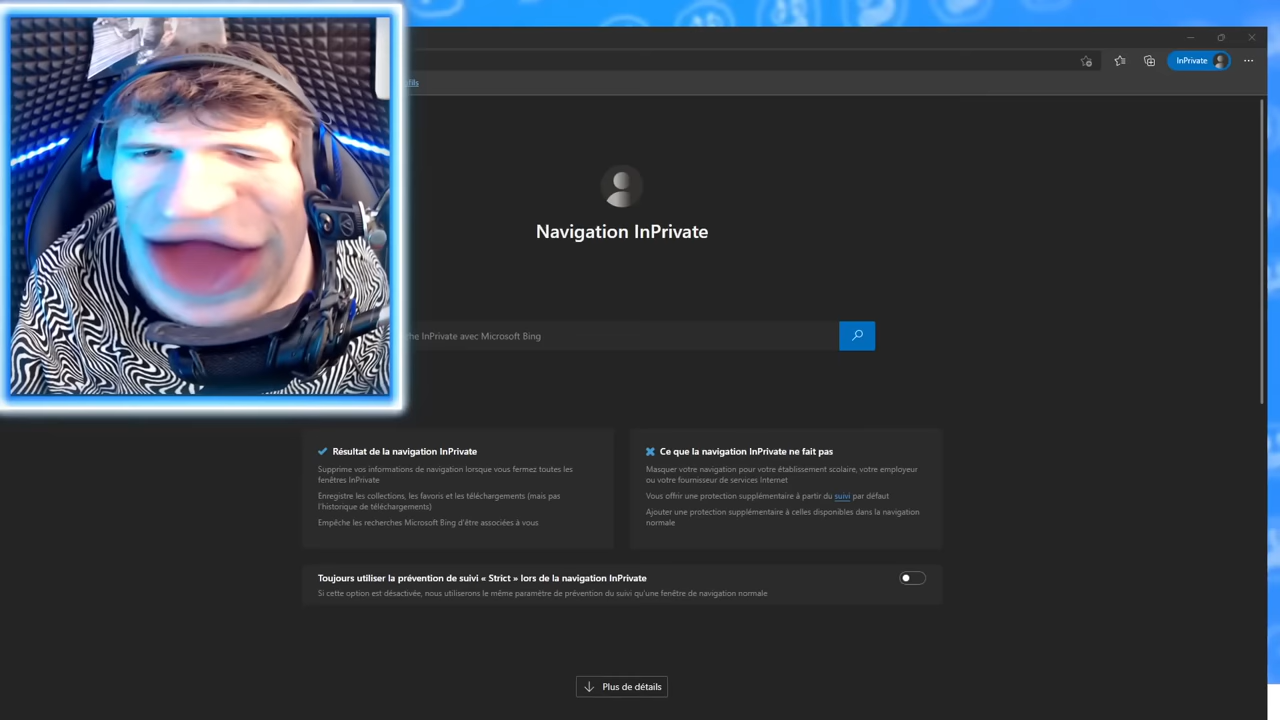 InPrivate
fils
Navigation InPrivate
he InPrivate avec Microsoft Bing
Résultat de la navigation InPrivate
Supprime vos informations de navigation lorsque vous fermez toutes les
fenêtres InPrivate
Enregistre les collections, les favoris et les téléchargements (mais pas
l'historique de téléchargements)
Empêche les recherches Microsoft Bing d'être associées à vous
Ce que la navigation InPrivate ne fait pas
Masquer votre navigation pour votre établissement scolaire, votre employeur
ou votre fournisseur de services Internet
Vous offrir une protection supplémentaire à partir du suivi par défaut
Ajouter une protection supplémentaire à celles disponibles dans la navigation
normale
Toujours utiliser la prévention de suivi « Strict » lors de la navigation InPrivate
Si cette option est désactivée, nous utiliserons le même paramètre de prévention du suivi qu'une fenêtre de navigation normale
Plus de détails